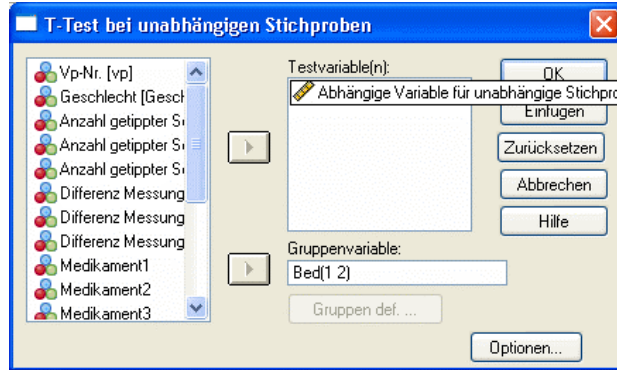 T-Test bei unabhängigen Stichproben
Vp-Nr. [vp]
Geschlecht [Gesch
Anzahl getippter S
Anzahl getippter S
Anzahl getippter S
Differenz Messung
Differenz Messung
Differenz Messung
Medikament1
Medikament2
Medikament3
Testvariable(n):
Abhängige Variable für unabhängige Stichpro
Gruppenvariable:
Bed(1 2)
Gruppen def. ...
OK
Einfügen
Zurücksetzen
Abbrechen
Hilfe
Optionen...